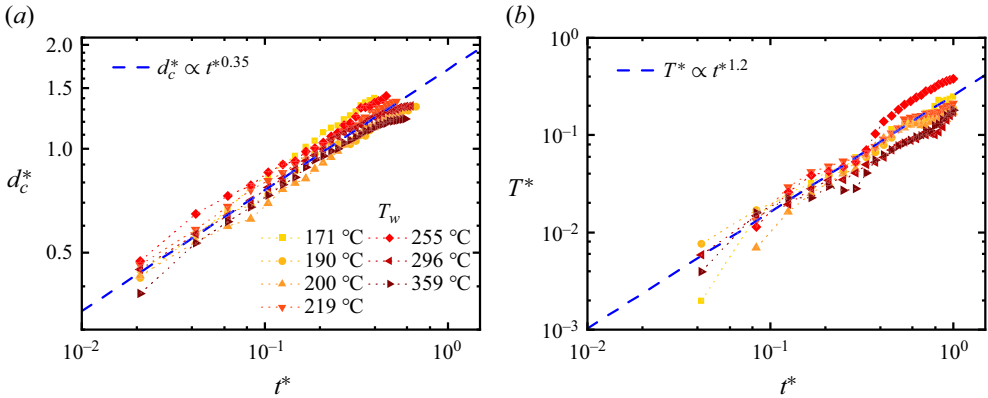 (a)
d_c^* ∝ t^{*0.35}
2.0
1.5
1.0
0.5
d_c^*
T_w
171 °C
255 °C
190 °C
296 °C
200 °C
359 °C
219 °C
10^{-2}
10^{-1}
10^0
t^*
(b)
T^* ∝ t^{*1.2}
10^0
10^{-1}
10^{-2}
10^{-3}
T^*
10^{-2}
10^{-1}
10^0
t^*